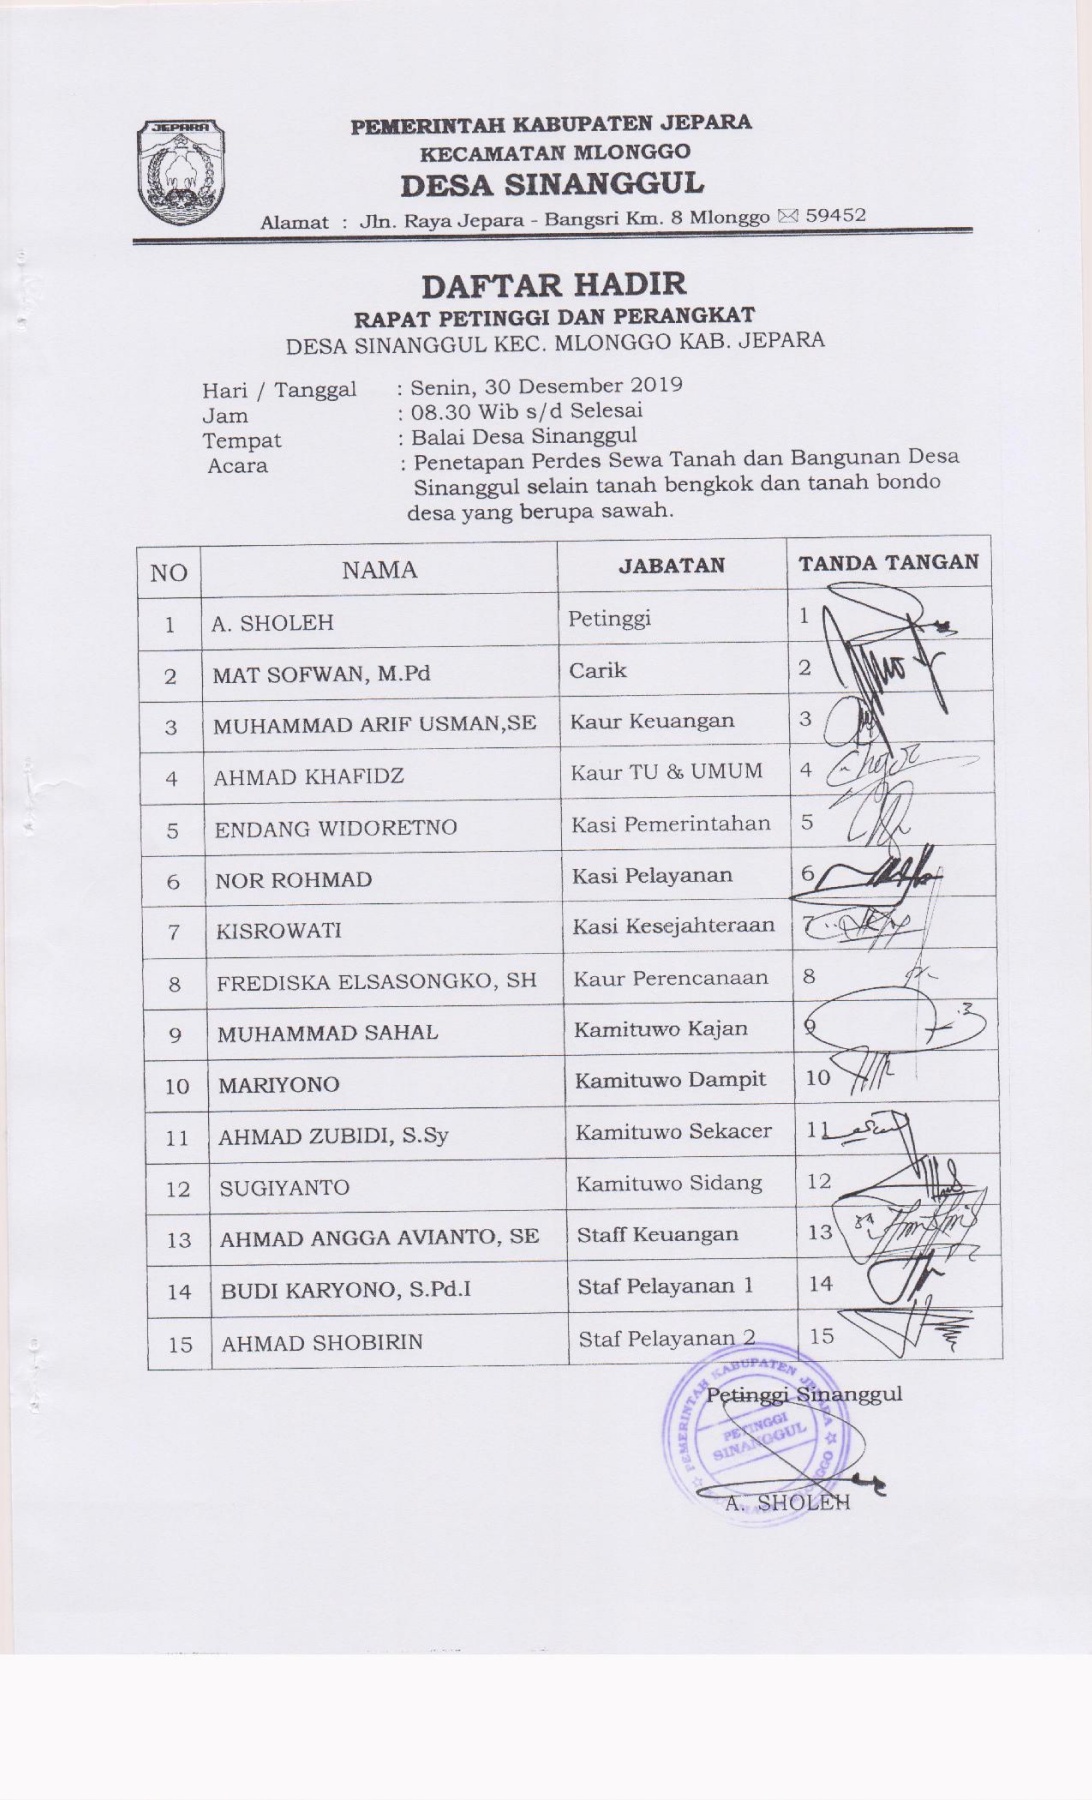 JEPARA
PEMERINTAH KABUPATEN JEPARA
KECAMATAN MLONGGO
DESA SINANGGUL
Alamat : Jln. Raya Jepara - Bangsri Km. 8 Mlonggo ✉ 59452
DAFTAR HADIR
RAPAT PETINGGI DAN PERANGKAT
DESA SINANGGUL KEC. MLONGGO KAB. JEPARA
Hari / Tanggal : Senin, 30 Desember 2019
Jam : 08.30 Wib s/d Selesai
Tempat : Balai Desa Sinanggul
Acara : Penetapan Perdes Sewa Tanah dan Bangunan Desa
Sinanggul selain tanah bengkok dan tanah bondo
desa yang berupa sawah.
NO NAMA JABATAN TANDA TANGAN
1 A. SHOLEH Petinggi 1
2 MAT SOFWAN, M.Pd Carik 2
3 MUHAMMAD ARIF USMAN,SE Kaur Keuangan 3
4 AHMAD KHAFIDZ Kaur TU & UMUM 4
5 ENDANG WIDORETNO Kasi Pemerintahan 5
6 NOR ROHMAD Kasi Pelayanan 6
7 KISROWATI Kasi Kesejahteraan 7
8 FREDISKA ELSASONGKO, SH Kaur Perencanaan 8
9 MUHAMMAD SAHAL Kamituwo Kajan 9
10 MARIYONO Kamituwo Dampit 10
11 AHMAD ZUBIDI, S.Sy Kamituwo Sekacer 11
12 SUGIYANTO Kamituwo Sidang 12
13 AHMAD ANGGA AVIANTO, SE Staff Keuangan 13
14 BUDI KARYONO, S.Pd.I Staf Pelayanan 1 14
15 AHMAD SHOBIRIN Staf Pelayanan 2 15
Petinggi Sinanggul
PEMERINTAH KABUPATEN JEPARA
PETINGGI
SINANGGUL
A. SHOLEH